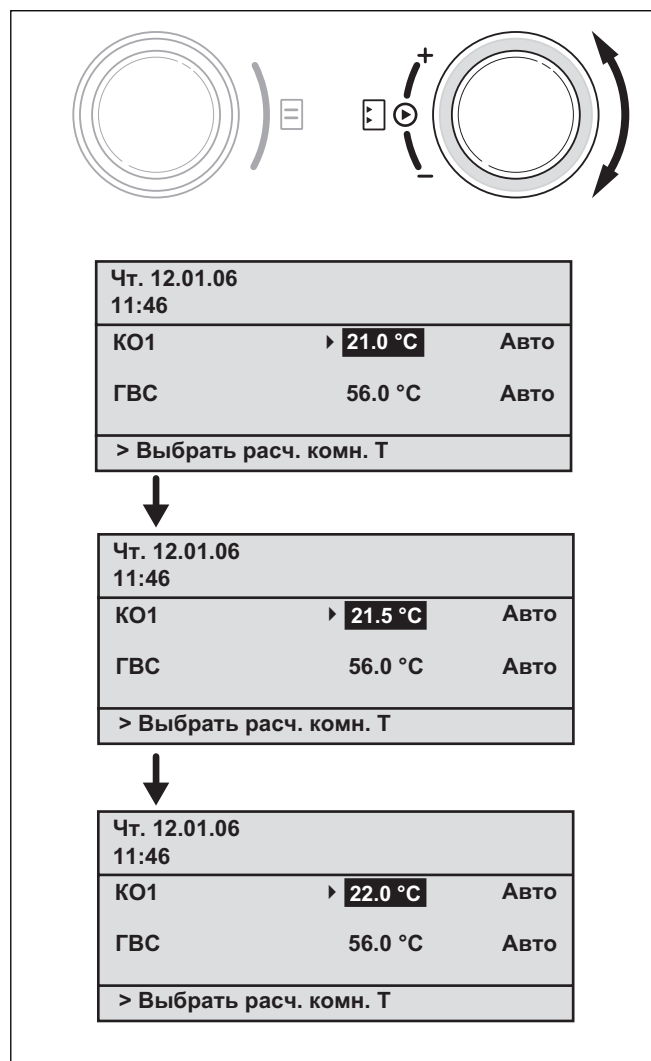 +
−
Чт. 12.01.06
11:46
КО1 21.0 °C Авто
ГВС 56.0 °C Авто
> Выбрать расч. комн. Т
Чт. 12.01.06
11:46
КО1 21.5 °C Авто
ГВС 56.0 °C Авто
> Выбрать расч. комн. Т
Чт. 12.01.06
11:46
КО1 22.0 °C Авто
ГВС 56.0 °C Авто
> Выбрать расч. комн. Т